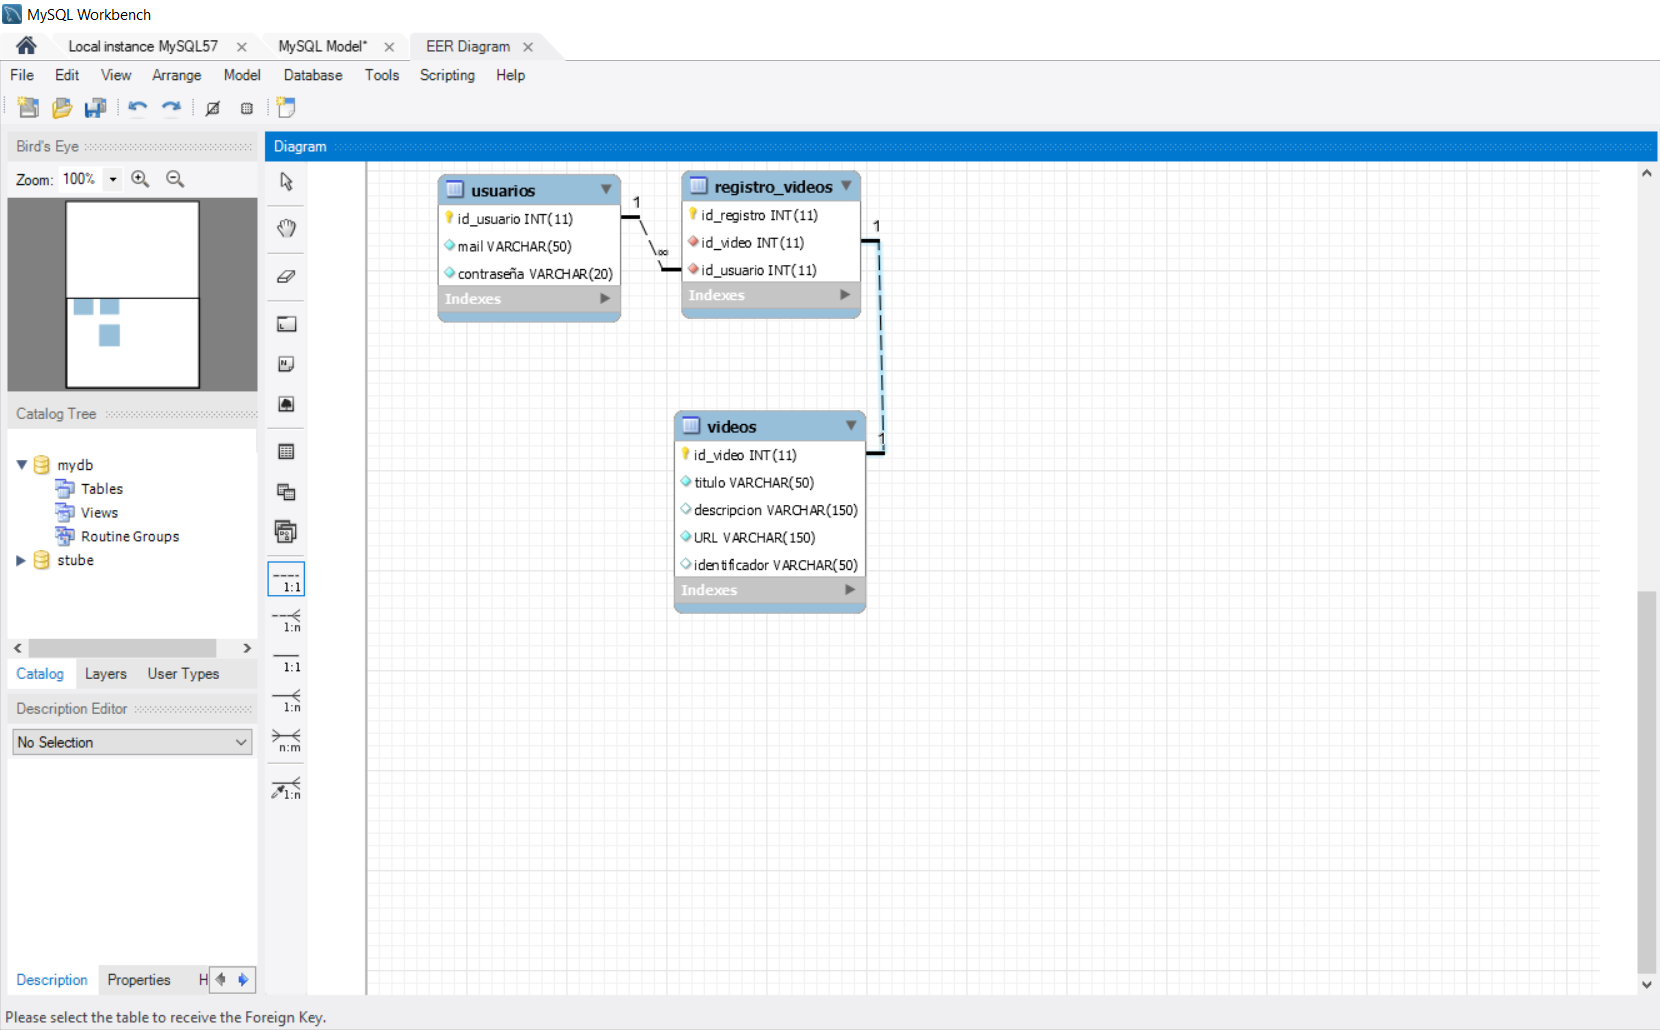 MySQL Workbench
Local instance MySQL57
MySQL Model*
EER Diagram
File Edit View Arrange Model Database Tools Scripting Help
Bird's Eye
Zoom: 100%
Catalog Tree
mydb
Tables
Views
Routine Groups
stube
Catalog Layers User Types
Description Editor
No Selection
Description Properties H
Please select the table to receive the Foreign Key.
1:1
1:n
1:1
1:n
n:m
1:n
Diagram
usuarios
id_usuario INT(11)
mail VARCHAR(50)
contraseña VARCHAR(20)
Indexes
1
∞
registro_videos
id_registro INT(11)
id_video INT(11)
id_usuario INT(11)
Indexes
1
1
videos
id_video INT(11)
titulo VARCHAR(50)
descripcion VARCHAR(150)
URL VARCHAR(150)
identificador VARCHAR(50)
Indexes